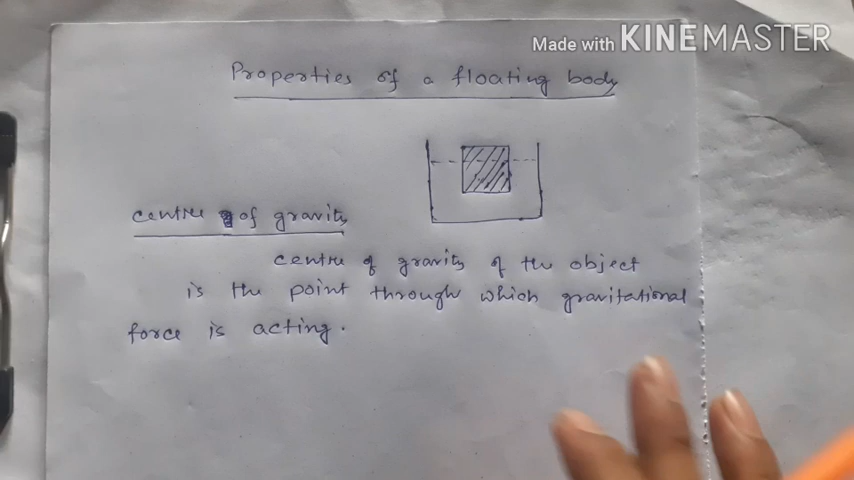 Made with KINEMASTER
Properties of a floating body
centre of gravity
centre of gravity of the object
is the point through which gravitational
force is acting.